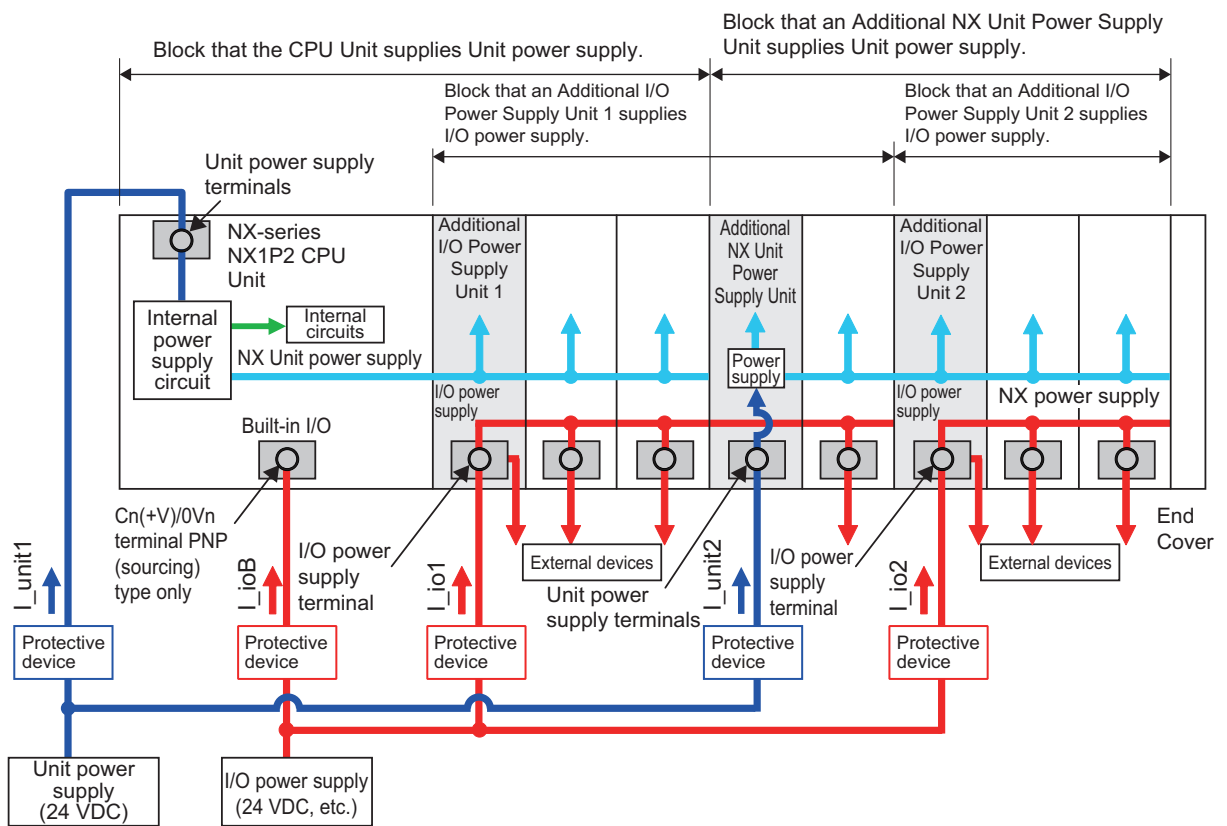 Block that the CPU Unit supplies Unit power supply.
Block that an Additional NX Unit Power Supply
Unit supplies Unit power supply.
Block that an Additional I/O
Power Supply Unit 1 supplies
I/O power supply.
Block that an Additional I/O
Power Supply Unit 2 supplies
I/O power supply.
Unit power supply
terminals
NX-series
NX1P2 CPU
Unit
Additional
I/O Power
Supply
Unit 1
Additional
NX Unit
Power
Supply Unit
Additional
I/O Power
Supply
Unit 2
Internal
power
supply
circuit
Internal
circuits
NX Unit power supply
Power
supply
I/O power
supply
I/O power
supply
NX power supply
Built-in I/O
Cn(+V)/0Vn
terminal PNP
(sourcing)
type only
I/O power
supply
terminal
External devices
Unit power
supply terminals
I/O power
supply
terminal
External devices
End
Cover
I_unit1
I_ioB
I_io1
I_unit2
I_io2
Protective
device
Protective
device
Protective
device
Protective
device
Protective
device
Unit power
supply
(24 VDC)
I/O power supply
(24 VDC, etc.)